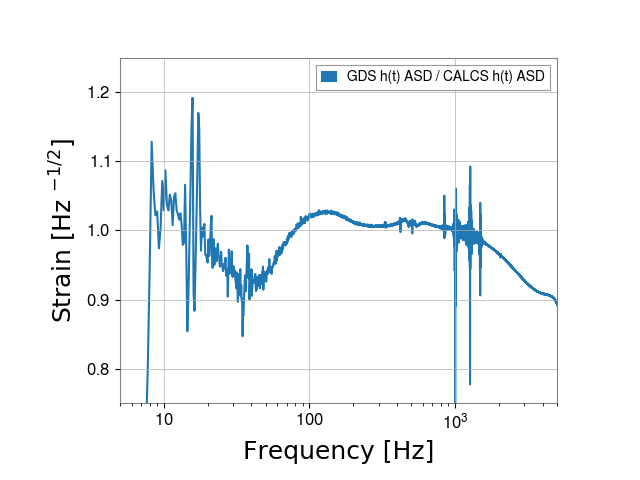 GDS h(t) ASD / CALCS h(t) ASD
1.2
1.1
1.0
0.9
0.8
Strain [Hz ^{-1/2}]
10 100 10^3
Frequency [Hz]